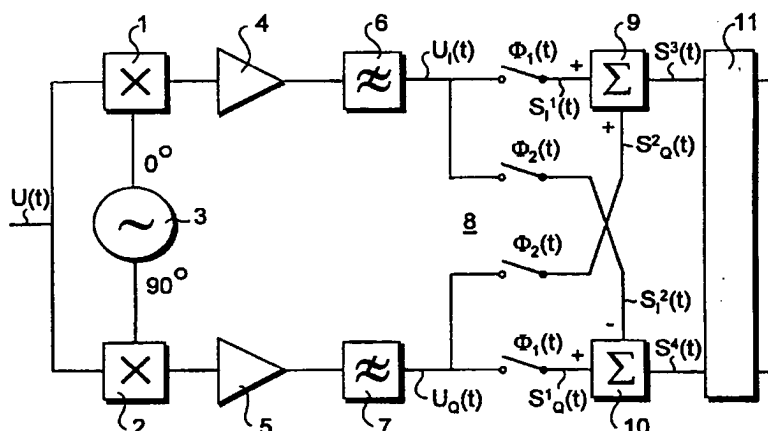 1
4
6
U_I(t)
Φ_1(t)
+
9
S^3(t)
11
×
Σ
S_I^1(t)
+
0°
Φ_2(t)
S^2_Q(t)
U(t)
~
3
8
Φ_2(t)
90°
S_I^2(t)
-
Φ_1(t)
+
S^4(t)
×
Σ
2
5
7
U_Q(t)
S^1_Q(t)
10